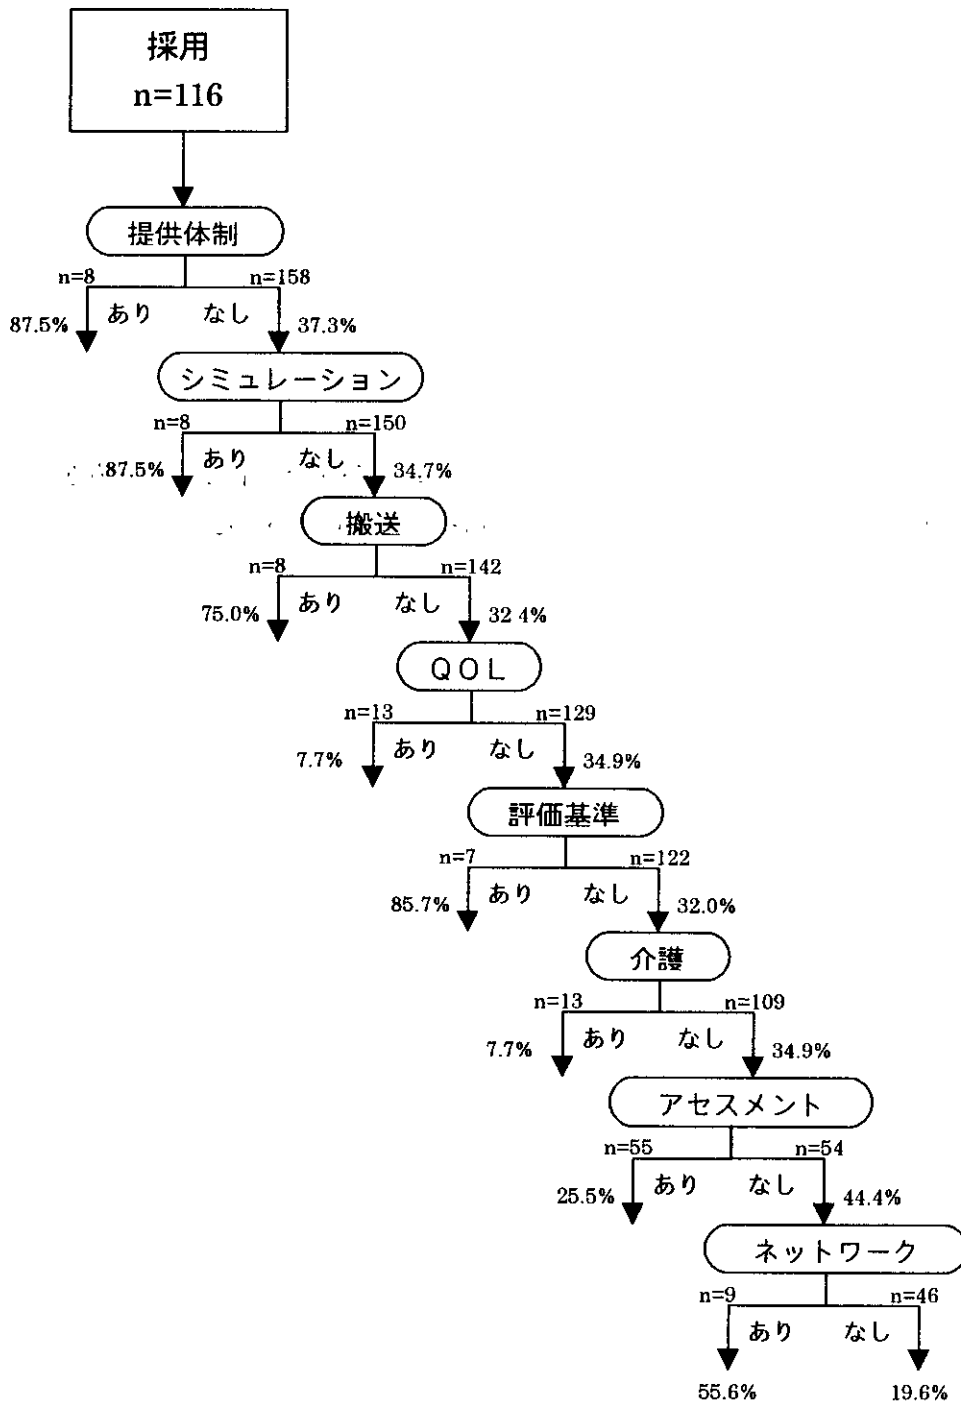 採用
n=116
提供体制
n=8 n=158
87.5% あり なし 37.3%
シミュレーション
n=8 n=150
87.5% あり なし 34.7%
搬送
n=8 n=142
75.0% あり なし 32 4%
QOL
n=13 n=129
7.7% あり なし 34.9%
評価基準
n=7 n=122
85.7% あり なし 32.0%
介護
n=13 n=109
7.7% あり なし 34.9%
アセスメント
n=55 n=54
25.5% あり なし 44.4%
ネットワーク
n=9 n=46
あり なし
55.6% 19.6%